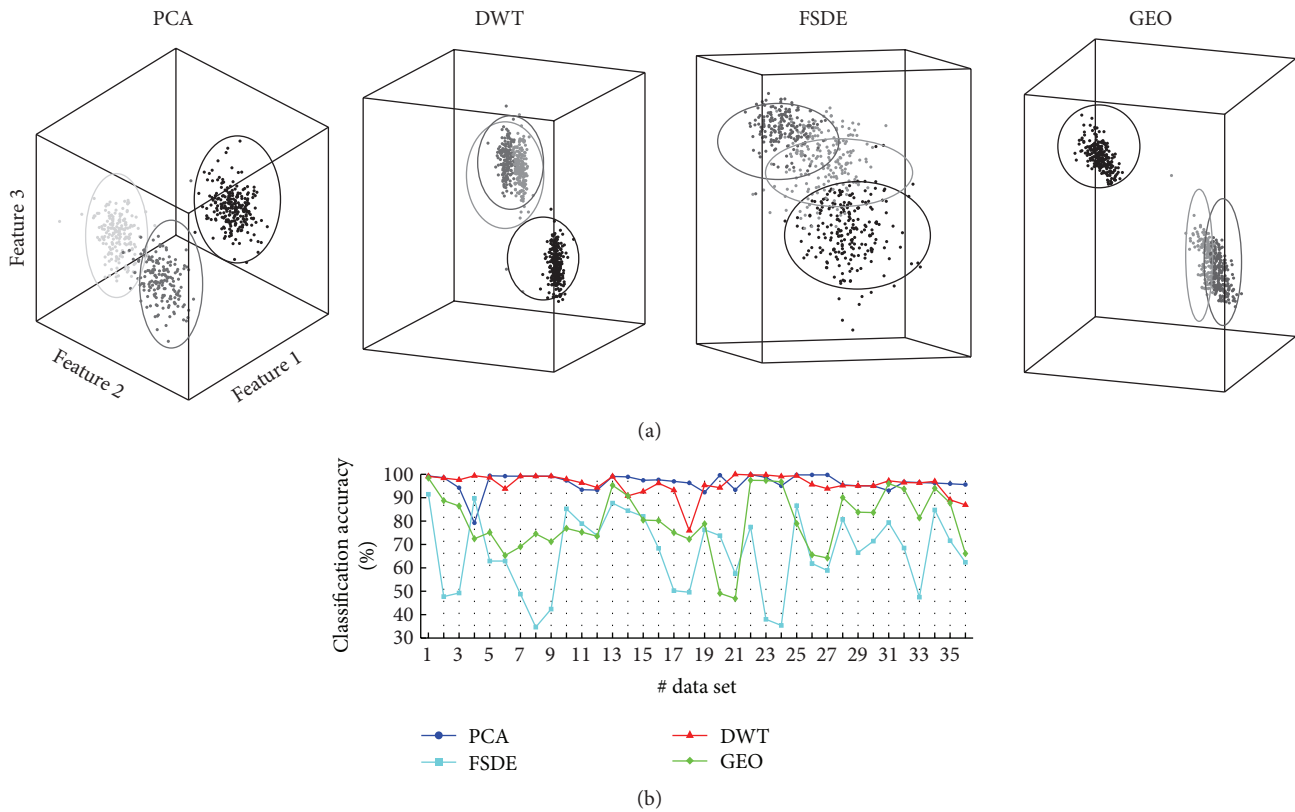 PCA
DWT
FSDE
GEO
Feature 3
Feature 2
Feature 1
(a)
Classification accuracy
(%)
100
90
80
70
60
50
40
30
1 3 5 7 9 11 13 15 17 19 21 23 25 27 29 31 33 35
# data set
PCA
DWT
FSDE
GEO
(b)